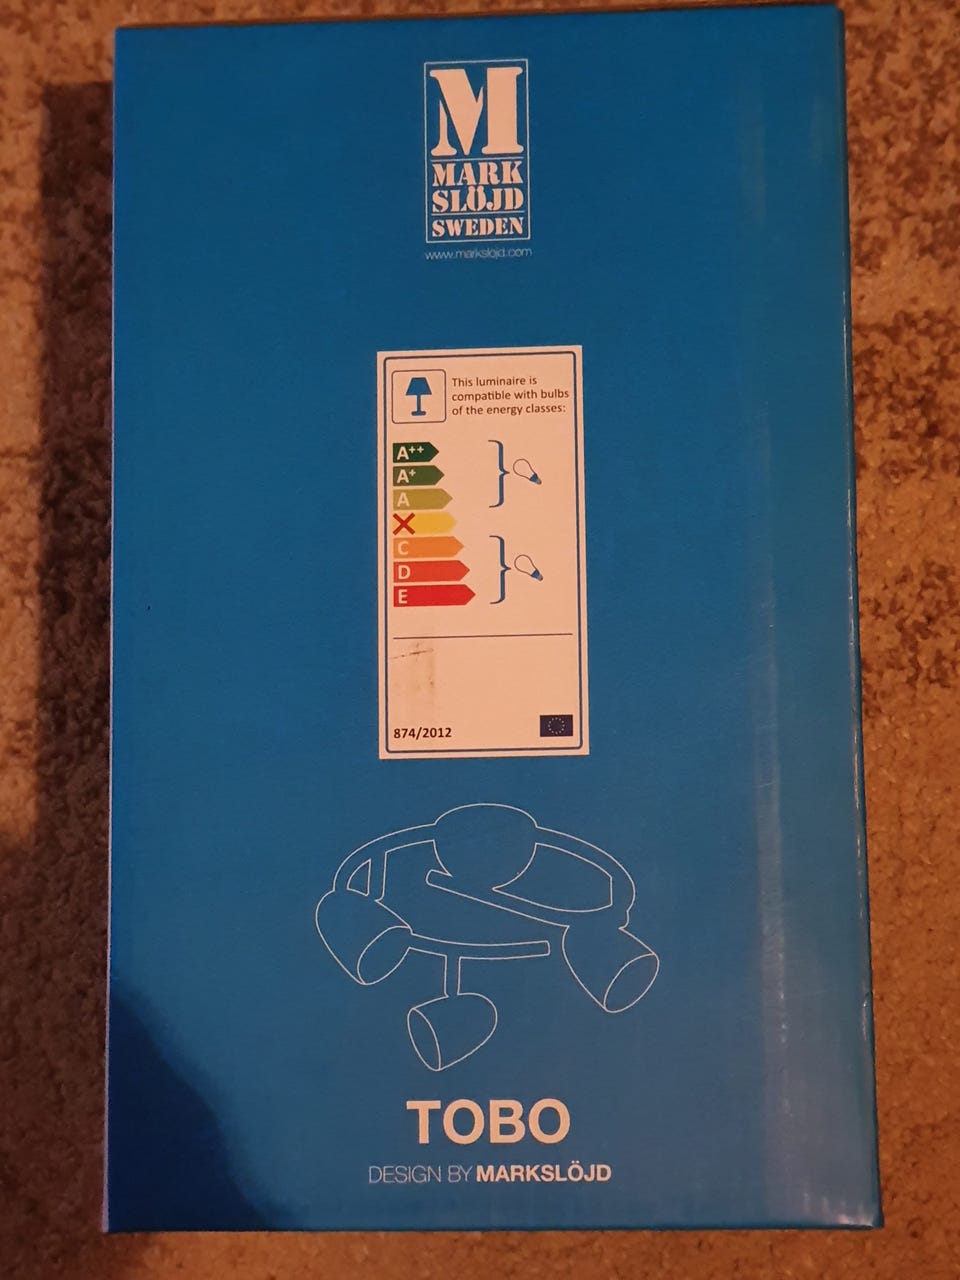 M
MARK
SLÖJD
SWEDEN
www.markslojd.com
This luminaire is
compatible with bulbs
of the energy classes:
A++
A+
A
C
D
E
874/2012
TOBO
DESIGN BY MARKSLÖJD